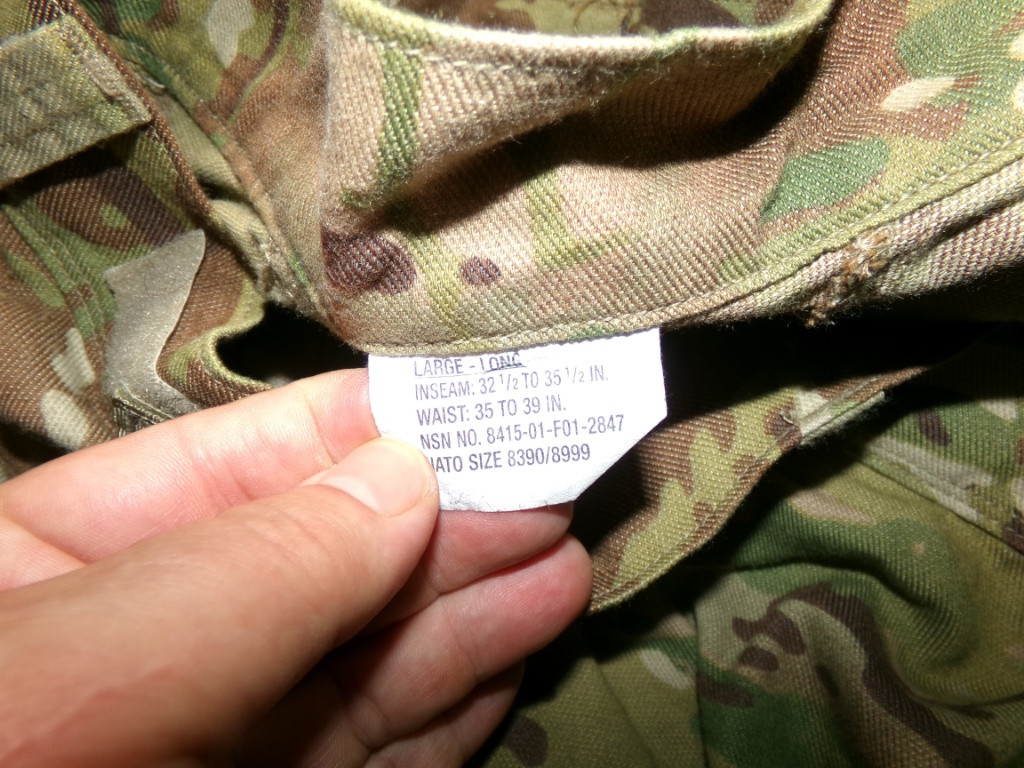 LARGE - LONG
INSEAM: 32 1/2 TO 35 1/2 IN.
WAIST: 35 TO 39 IN.
NSN NO. 8415-01-F01-2847
NATO SIZE 8390/8999